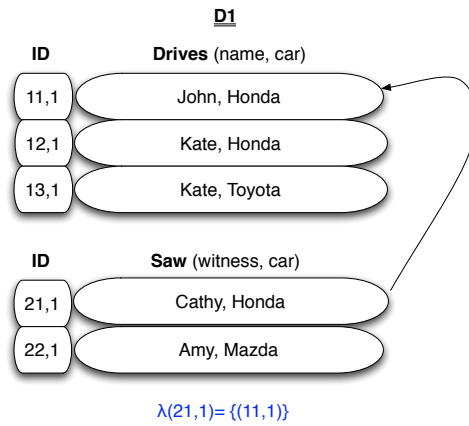 D1
ID Drives (name, car)
11,1 John, Honda
12,1 Kate, Honda
13,1 Kate, Toyota
ID Saw (witness, car)
21,1 Cathy, Honda
22,1 Amy, Mazda
λ(21,1)= {(11,1)}